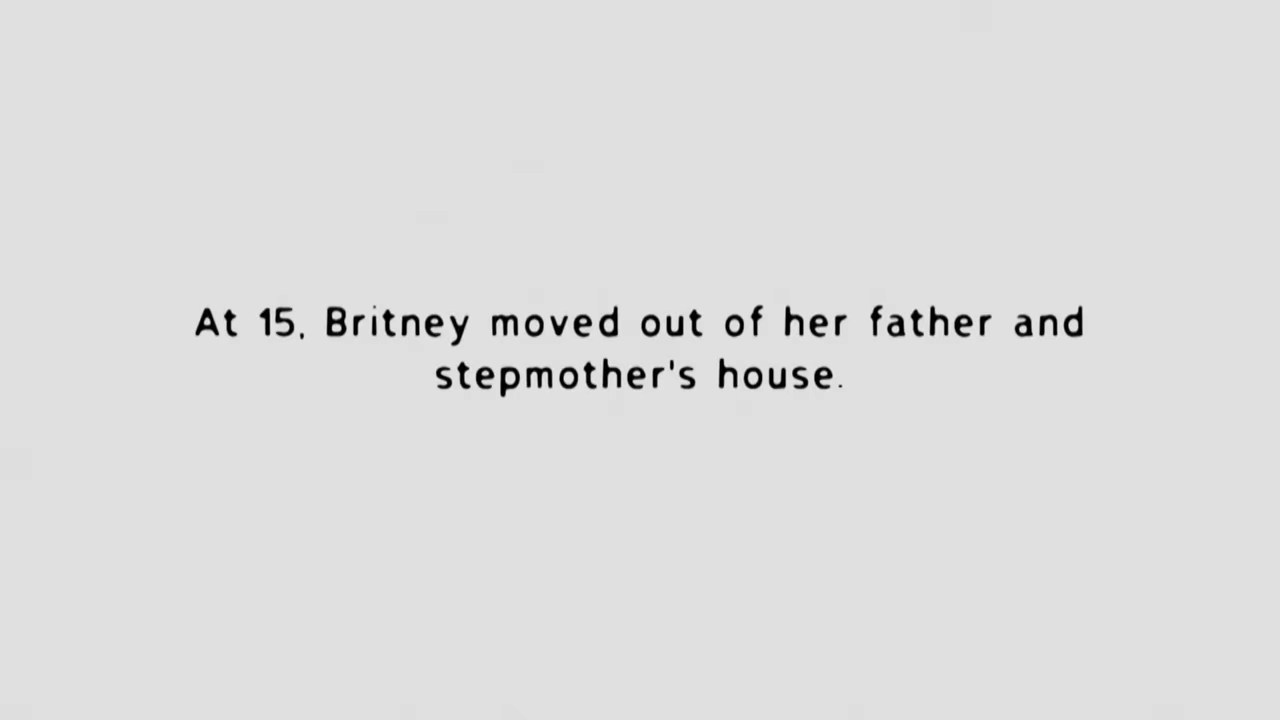 At 15, Britney moved out of her father and
stepmother's house.